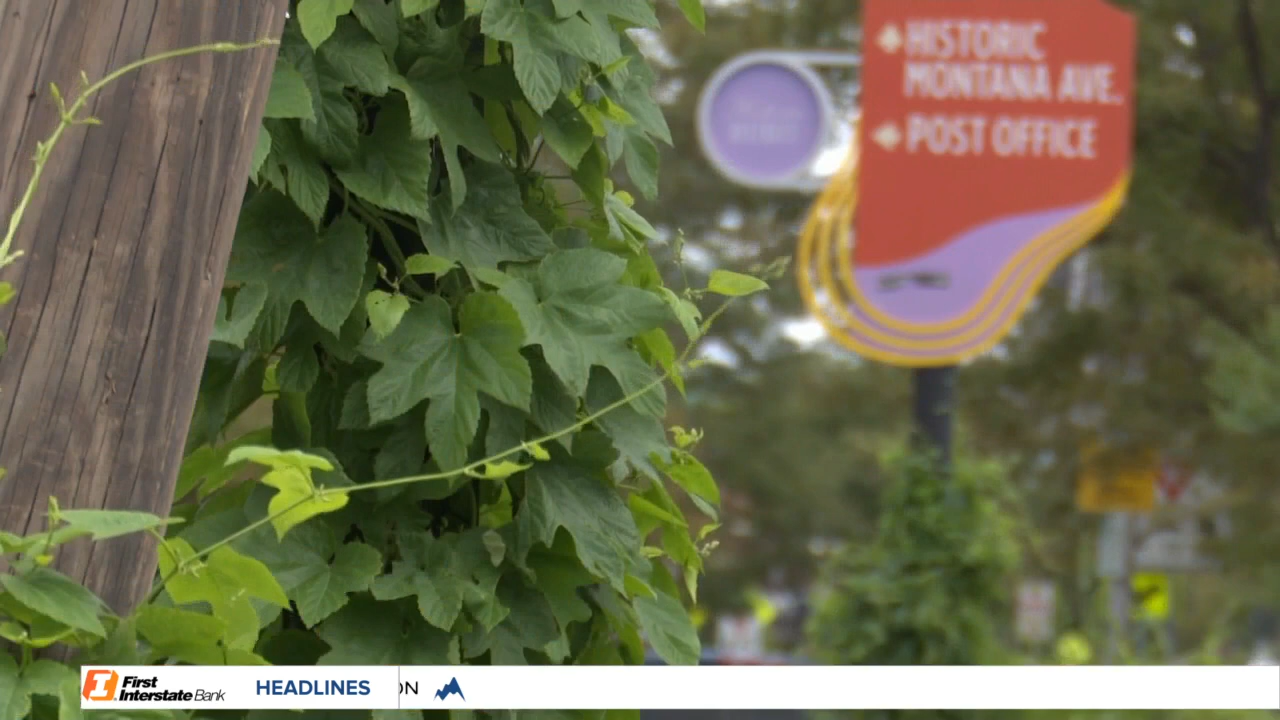 HISTORIC
MONTANA AVE.
POST OFFICE
First
Interstate Bank
HEADLINES
ON